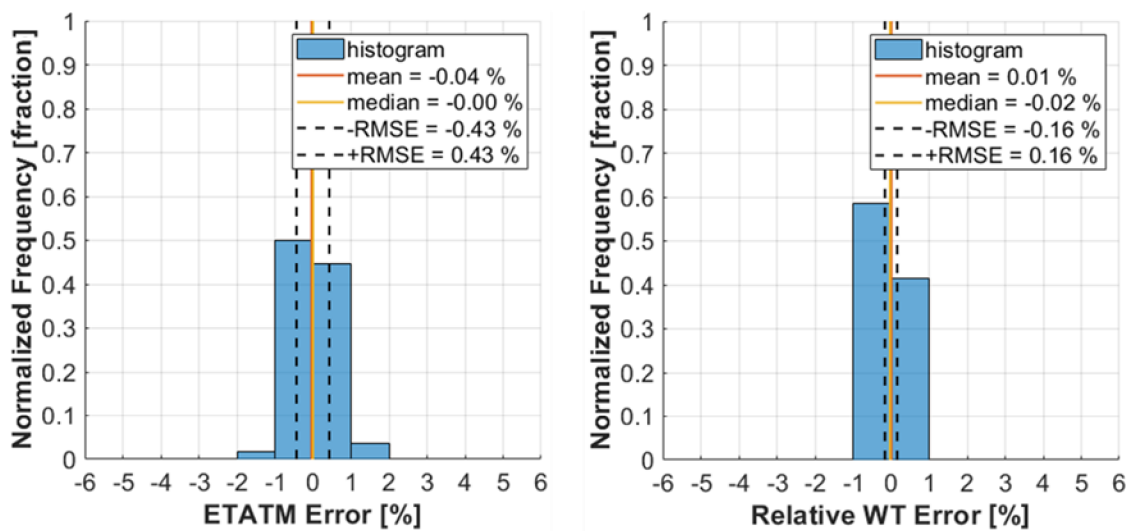 Normalized Frequency [fraction]
1
0.9
0.8
0.7
0.6
0.5
0.4
0.3
0.2
0.1
0
histogram
mean = -0.04 %
median = -0.00 %
-RMSE = -0.43 %
+RMSE = 0.43 %
-6 -5 -4 -3 -2 -1 0 1 2 3 4 5 6
ETATM Error [%]
Normalized Frequency [fraction]
1
0.9
0.8
0.7
0.6
0.5
0.4
0.3
0.2
0.1
0
histogram
mean = 0.01 %
median = -0.02 %
-RMSE = -0.16 %
+RMSE = 0.16 %
-6 -5 -4 -3 -2 -1 0 1 2 3 4 5 6
Relative WT Error [%]